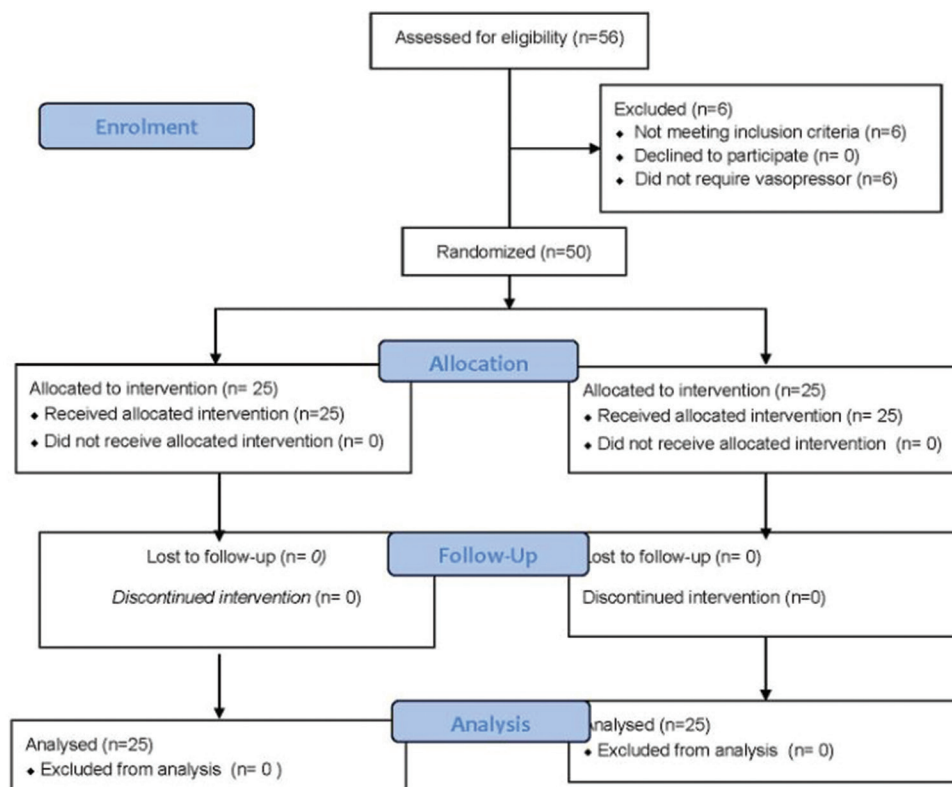 Assessed for eligibility (n=56)
Enrolment
Excluded (n=6)
◆ Not meeting inclusion criteria (n=6)
◆ Declined to participate (n= 0)
◆ Did not require vasopressor (n=6)
Randomized (n=50)
Allocation
Allocated to intervention (n= 25)
◆ Received allocated intervention (n=25)
◆ Did not receive allocated intervention (n= 0)
Allocated to intervention (n=25)
◆ Received allocated intervention (n= 25)
◆ Did not receive allocated intervention (n= 0)
Follow-Up
Lost to follow-up (n= 0)
Discontinued intervention (n= 0)
Lost to follow-up (n= 0)
Discontinued intervention (n=0)
Analysis
Analysed (n=25)
◆ Excluded from analysis (n= 0 )
Analysed (n=25)
◆ Excluded from analysis (n= 0)